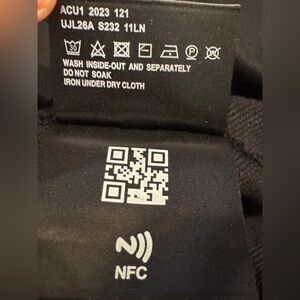 ACU1 2023 121
UJL26A S232 11LN
WASH INSIDE-OUT AND SEPARATELY
DO NOT SOAK
IRON UNDER DRY CLOTH
NFC